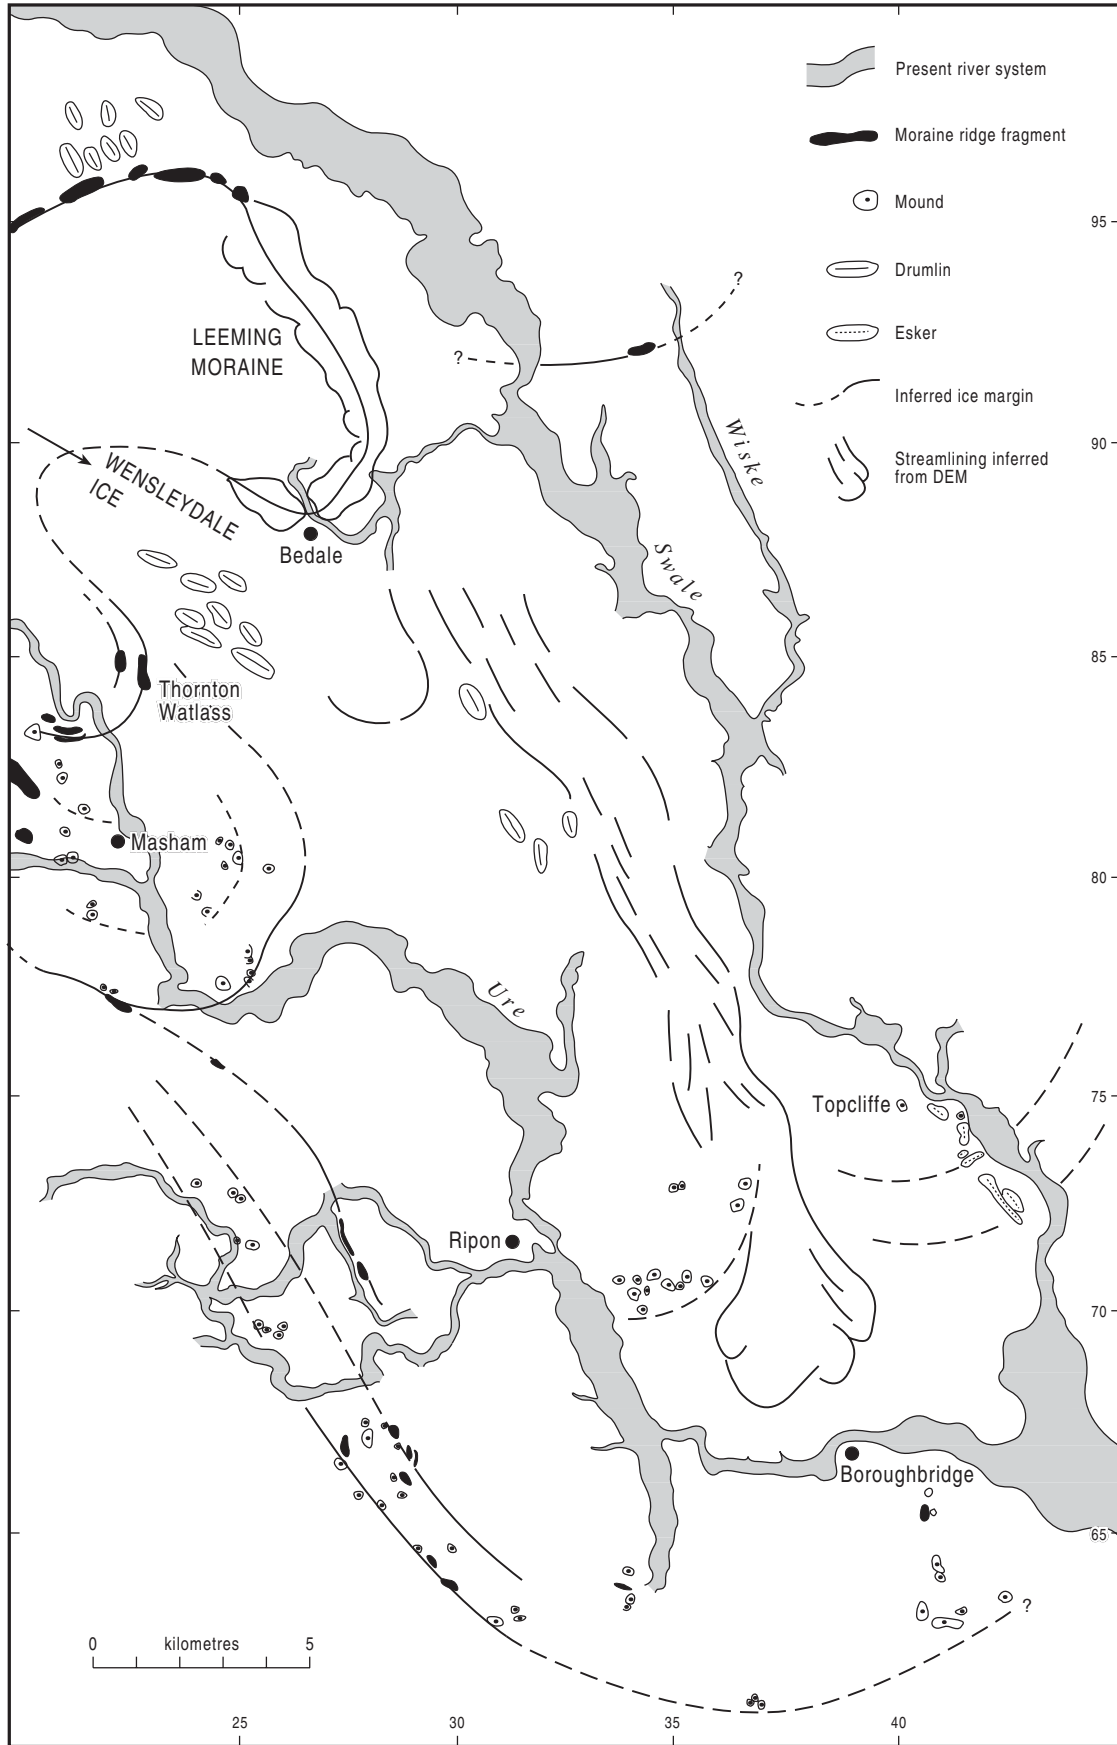 Present river system
Moraine ridge fragment
Mound
95
Drumlin
?
Esker
LEEMING
MORAINE
?
Inferred ice margin
90
Wiske
Streamlining inferred
from DEM
WENSLEYDALE
ICE
Bedale
Swale
85
Thornton
Watlass
Masham
80
Ure
75
Topcliffe
Ripon
70
Boroughbridge
65
?
0 kilometres 5
25 30 35 40